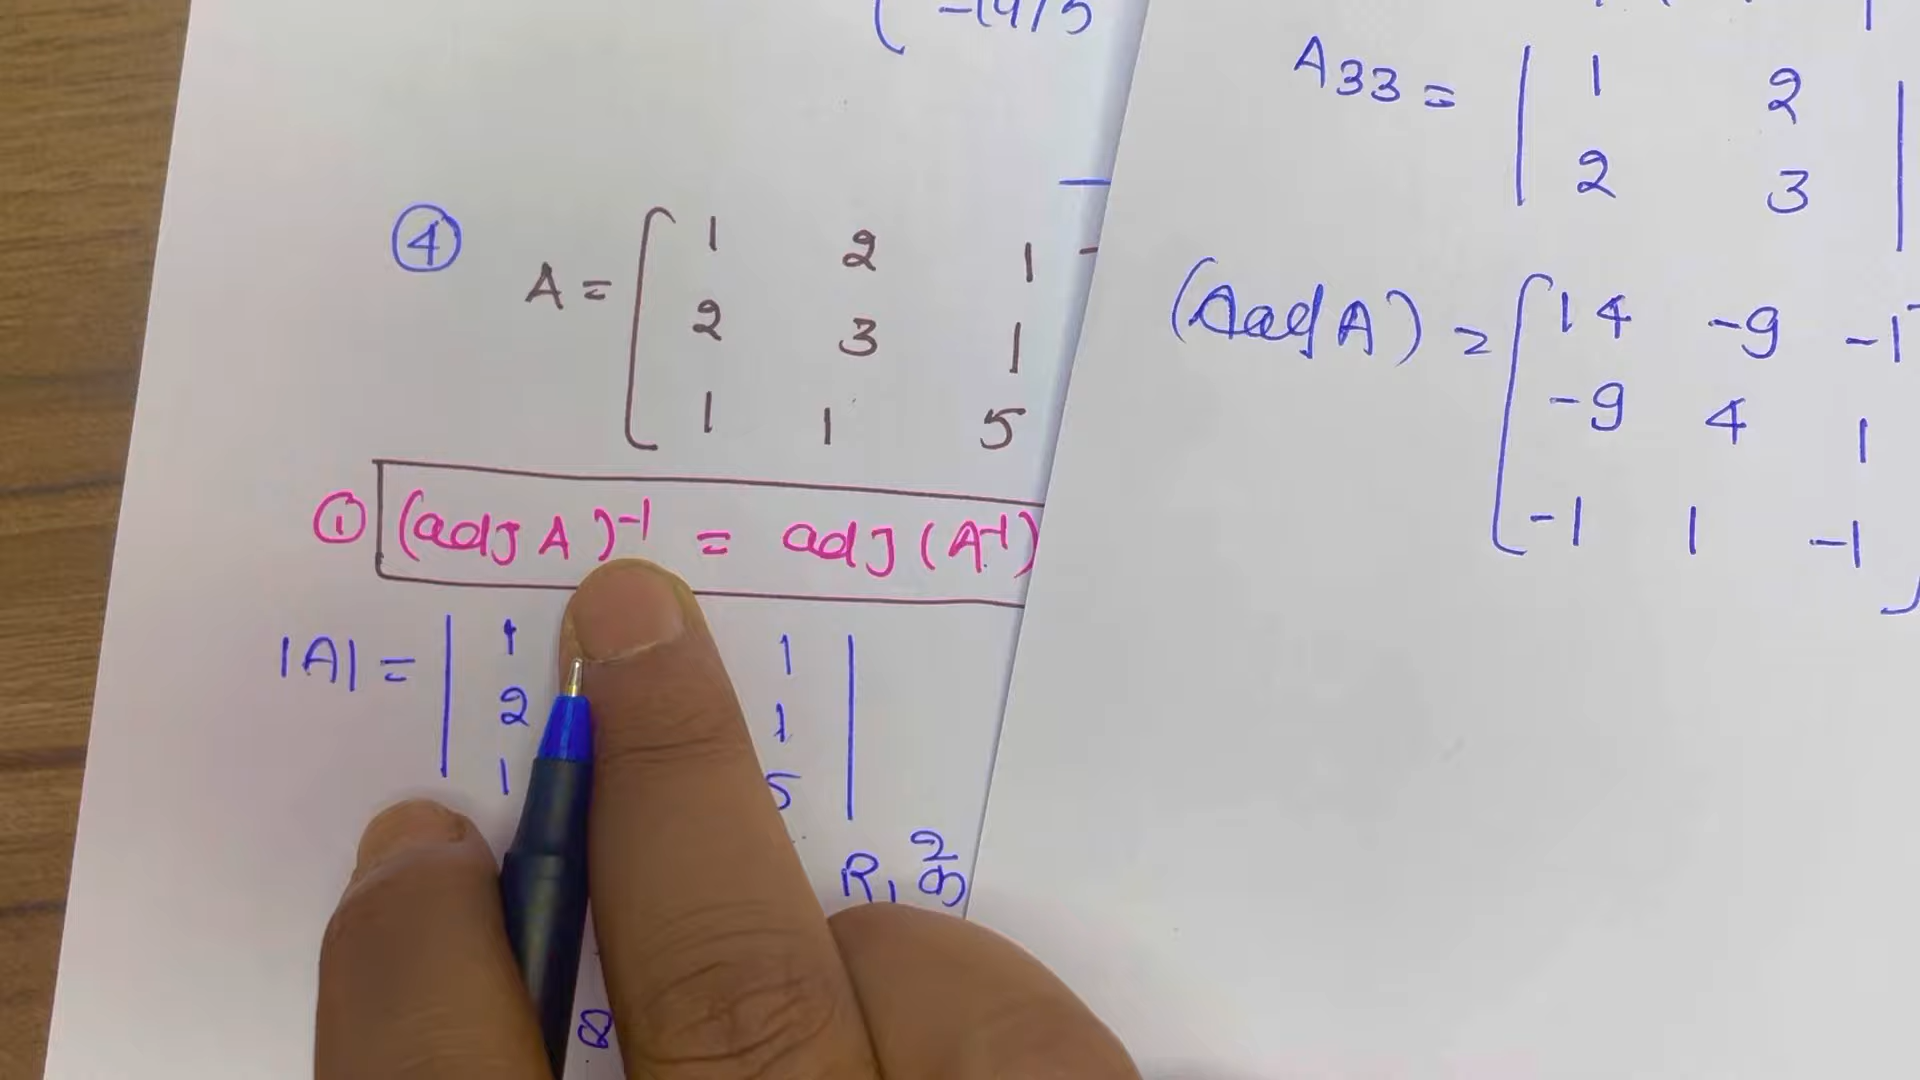 ④
A = [ 1 2 1
2 3 1
1 1 5
① (adj A)⁻¹ = adj (A⁻¹)
|A| = | 1 1 |
2 1
1 5
R₁
8
A33 = | 1 2 |
2 3
(Aadj A) = [ 14 -9 -1
-9 4 1
-1 1 -1 ]